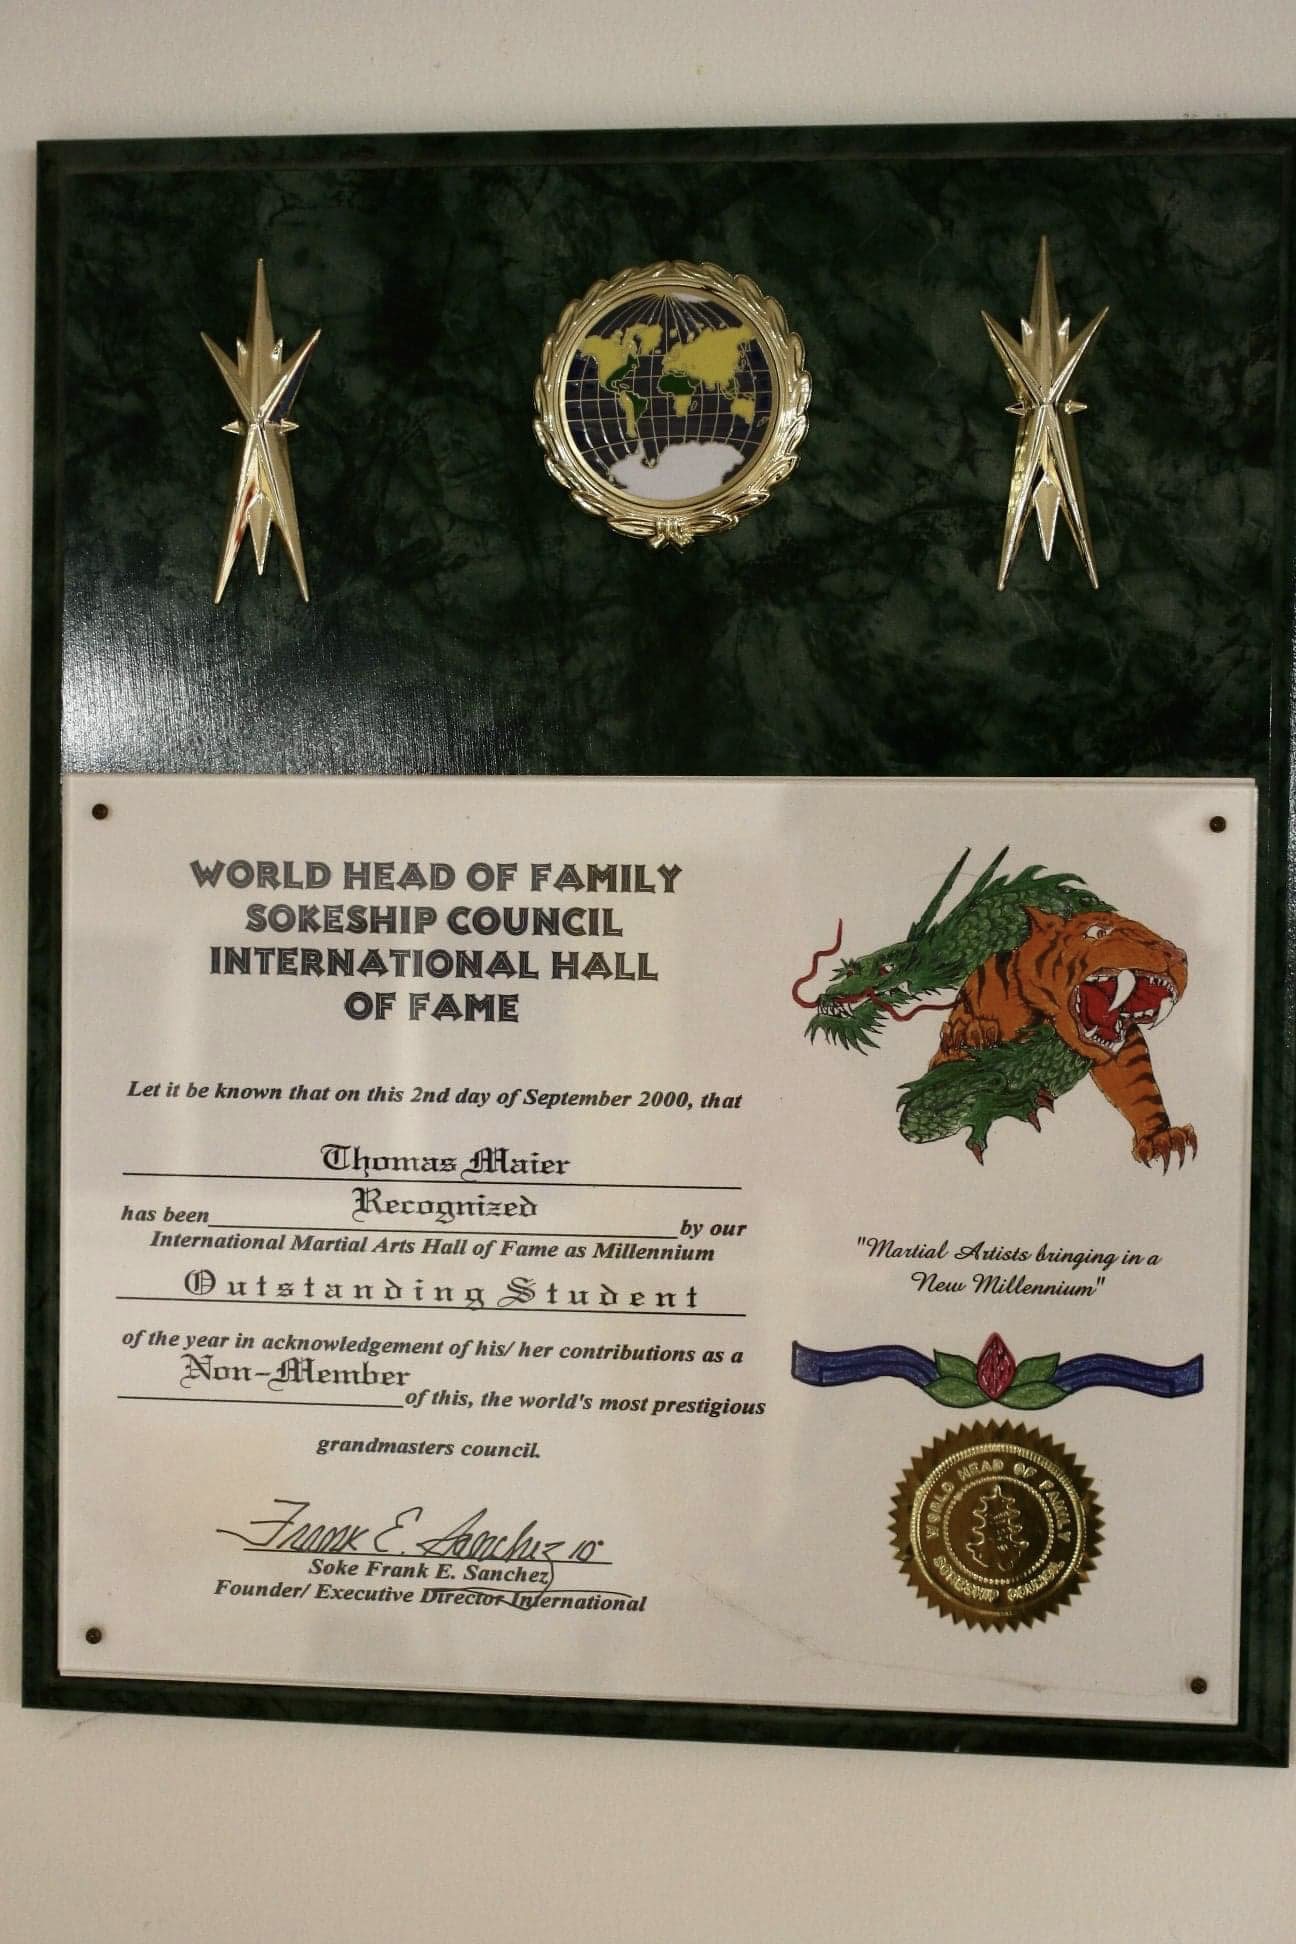 WORLD HEAD OF FAMILY
SOKESHIP COUNCIL
INTERNATIONAL HALL
OF FAME
Let it be known that on this 2nd day of September 2000, that
Thomas Maier
Recognized
has been by our
International Martial Arts Hall of Fame as Millennium
Outstanding Student
of the year in acknowledgement of his/ her contributions as a
Non-Member
of this, the world's most prestigious
grandmasters council.
Frank E. Sanchez 10°
Soke Frank E. Sanchez
Founder/ Executive Director International
"Martial Artists bringing in a
New Millennium"
WORLD HEAD OF FAMILY
SOKESHIP COUNCIL